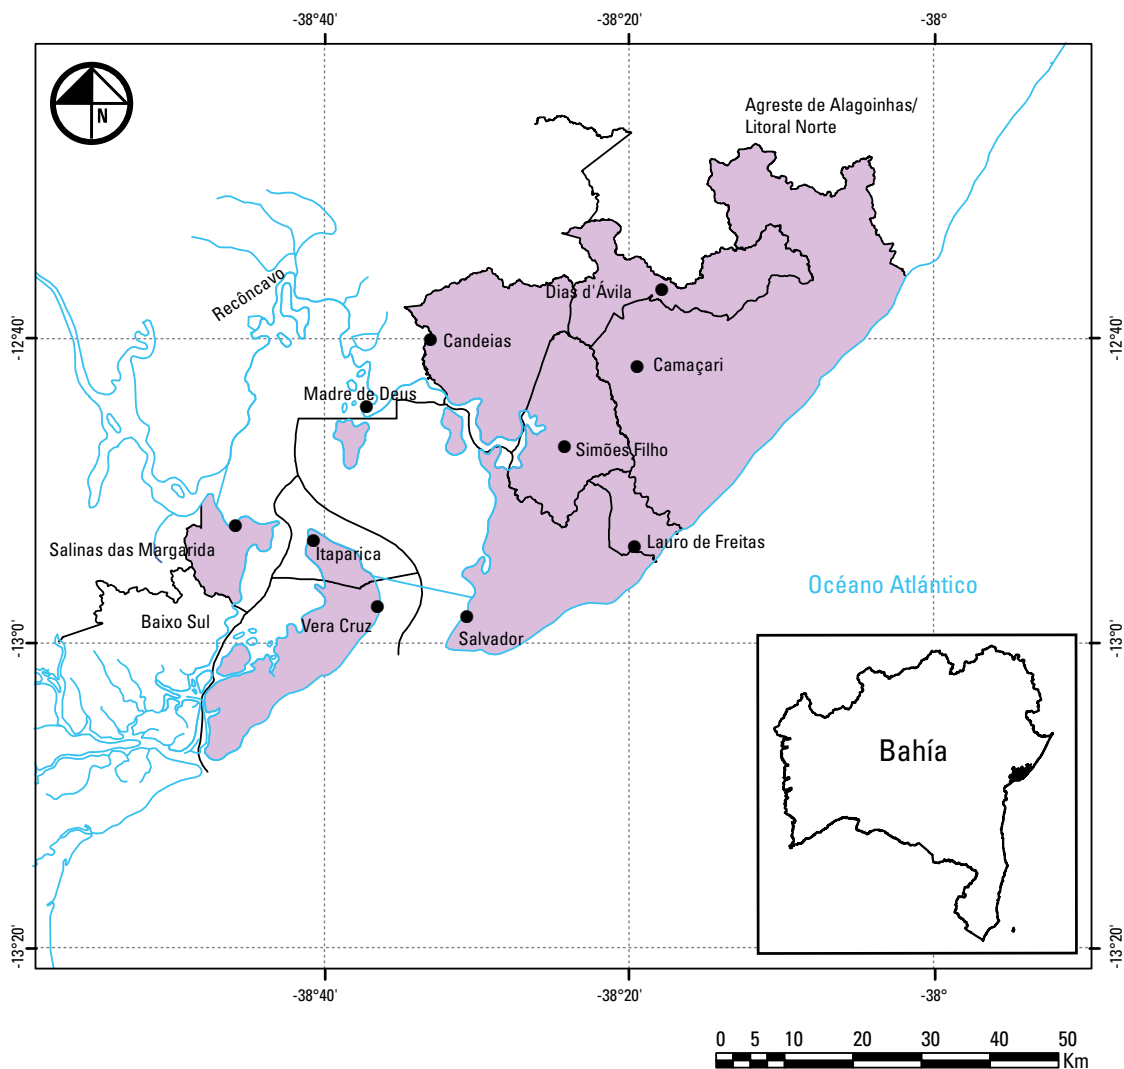 -38°40'
-38°20'
-38°
Agreste de Alagoinhas/
Litoral Norte
N
Recôncavo
Dias d'Ávila
-12°40'
Candeias
-12°40'
Camaçari
Madre de Deus
Simões Filho
Salinas das Margarida
Itaparica
Lauro de Freitas
Océano Atlántico
Baixo Sul
Vera Cruz
Salvador
-13°0'
-13°0'
Bahía
-13°20'
-13°20'
-38°40'
-38°20'
-38°
0 5 10 20 30 40 50
Km